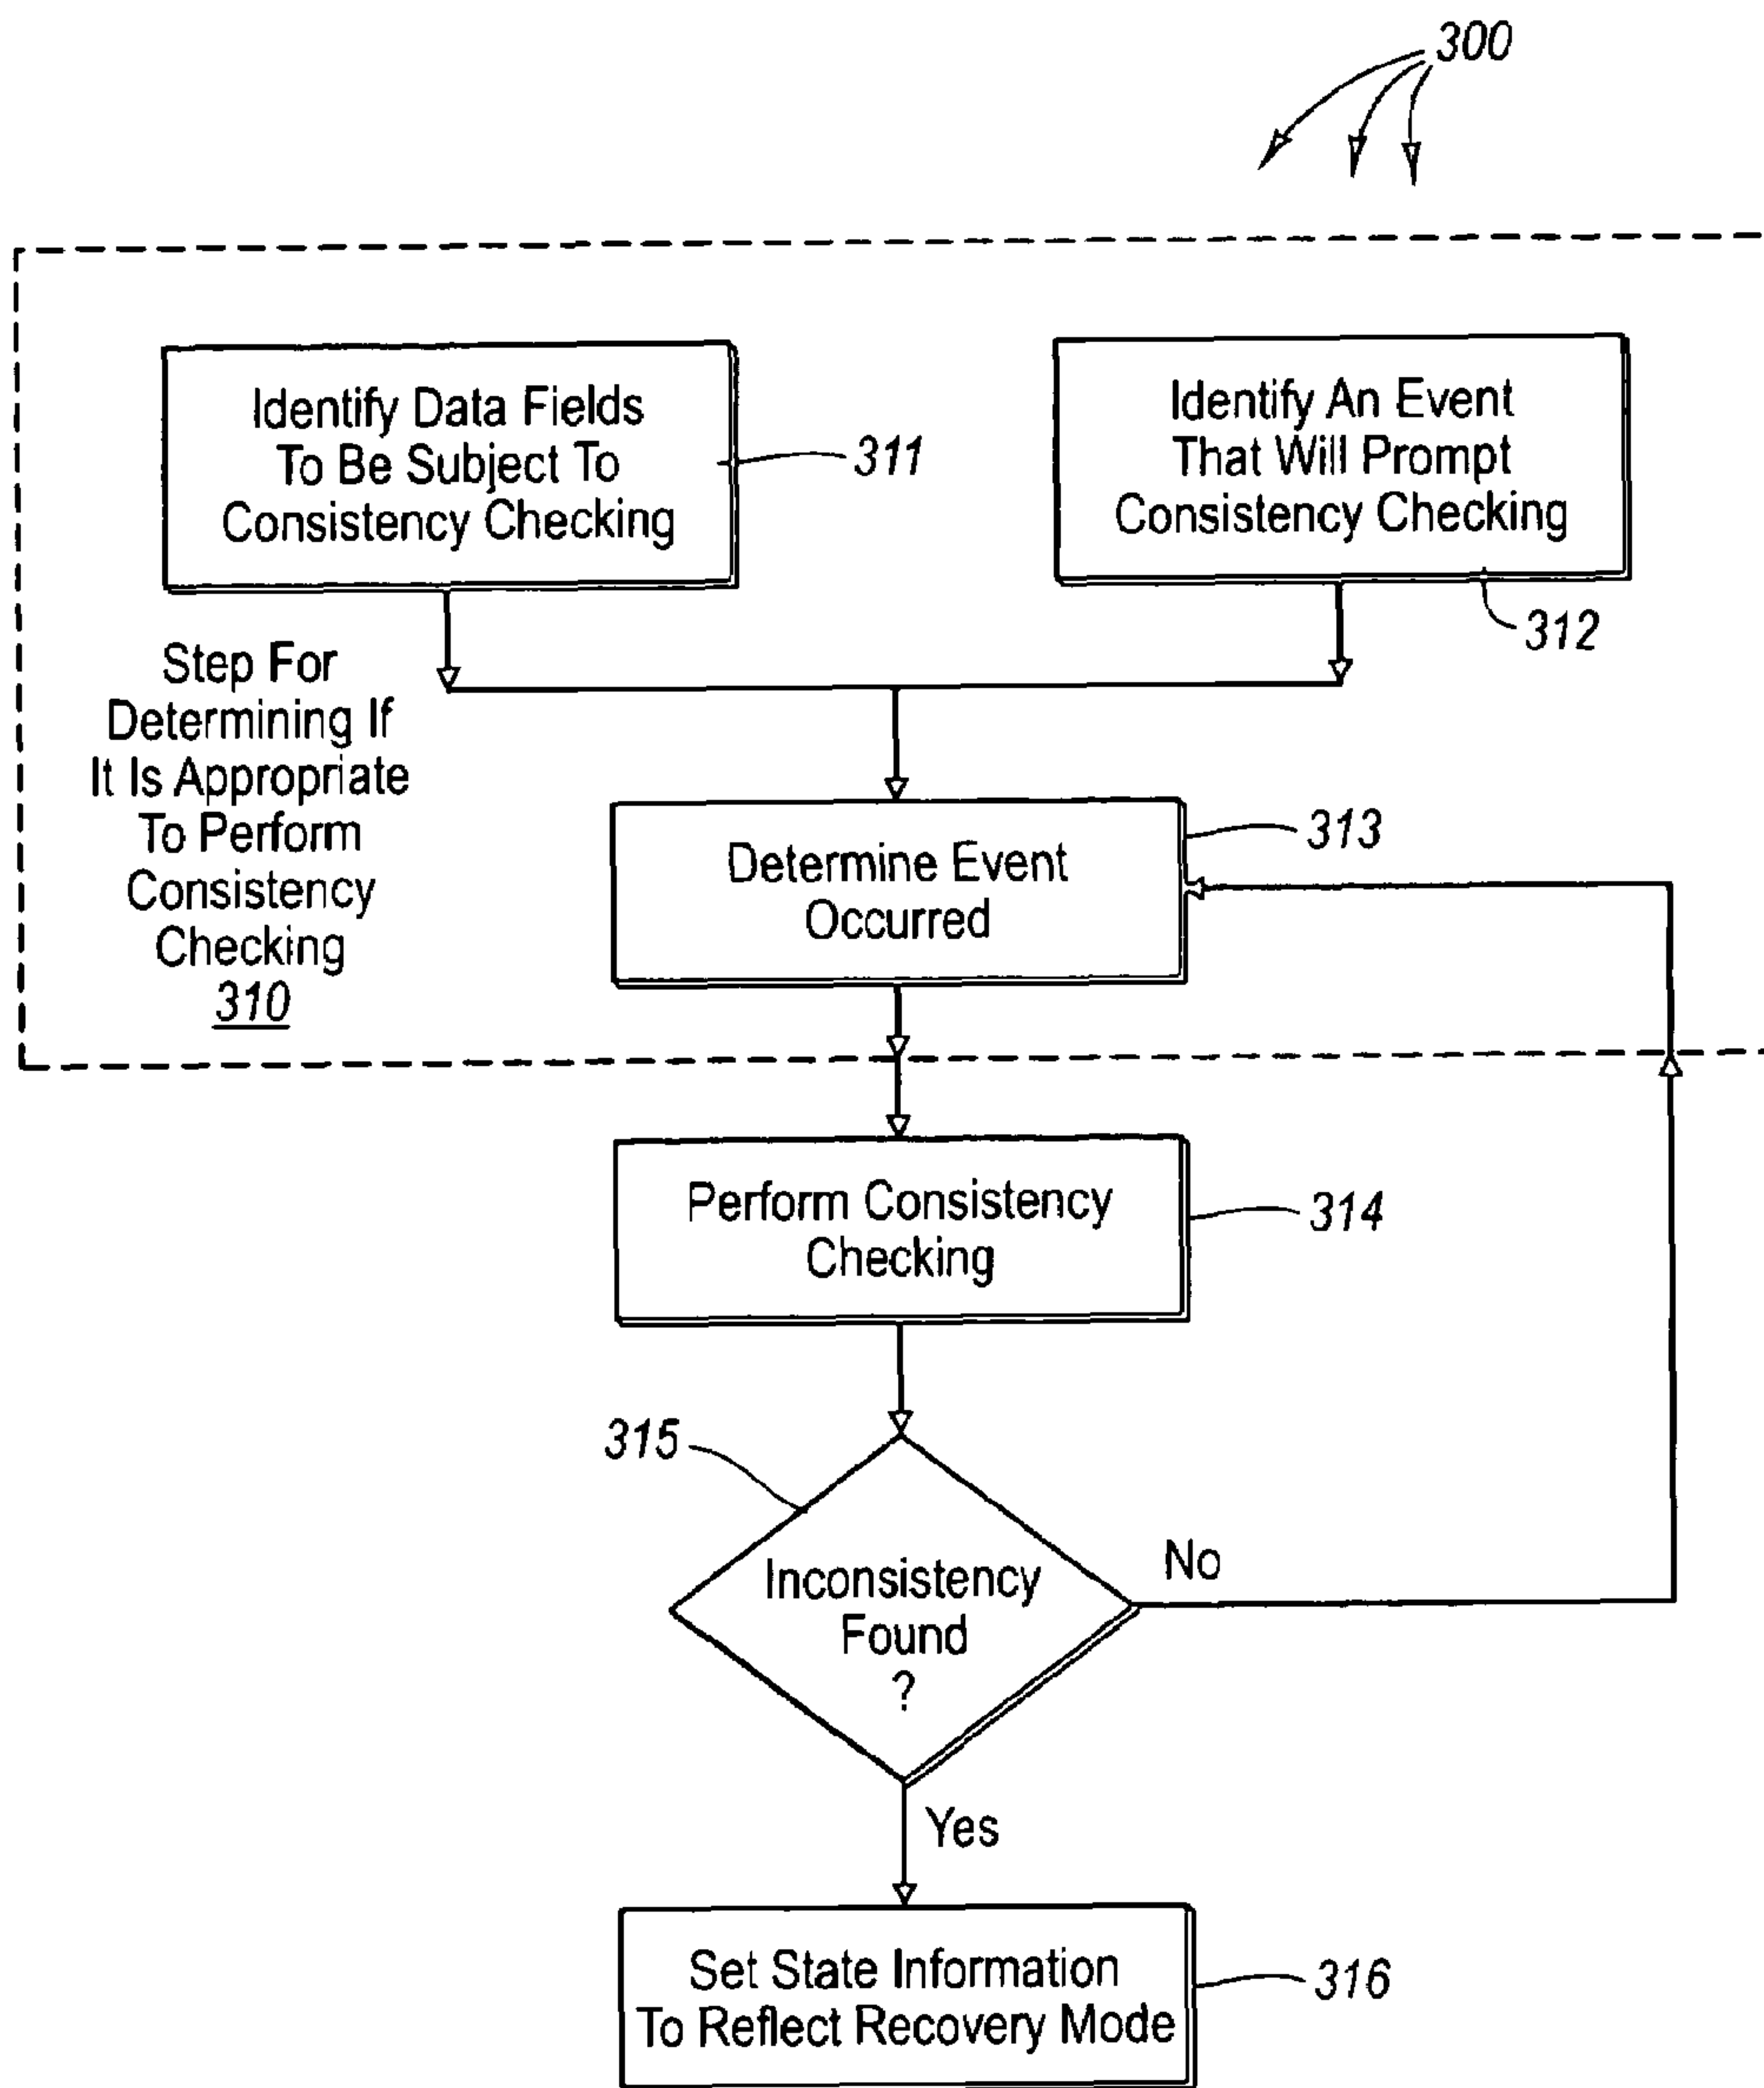 300
Identify Data Fields
To Be Subject To
Consistency Checking
311
Identify An Event
That Will Prompt
Consistency Checking
312
Step For
Determining If
It Is Appropriate
To Perform
Consistency
Checking
310
Determine Event
Occurred
313
Perform Consistency
Checking
314
315
Inconsistency
Found
?
No
Yes
Set State Information
To Reflect Recovery Mode
316